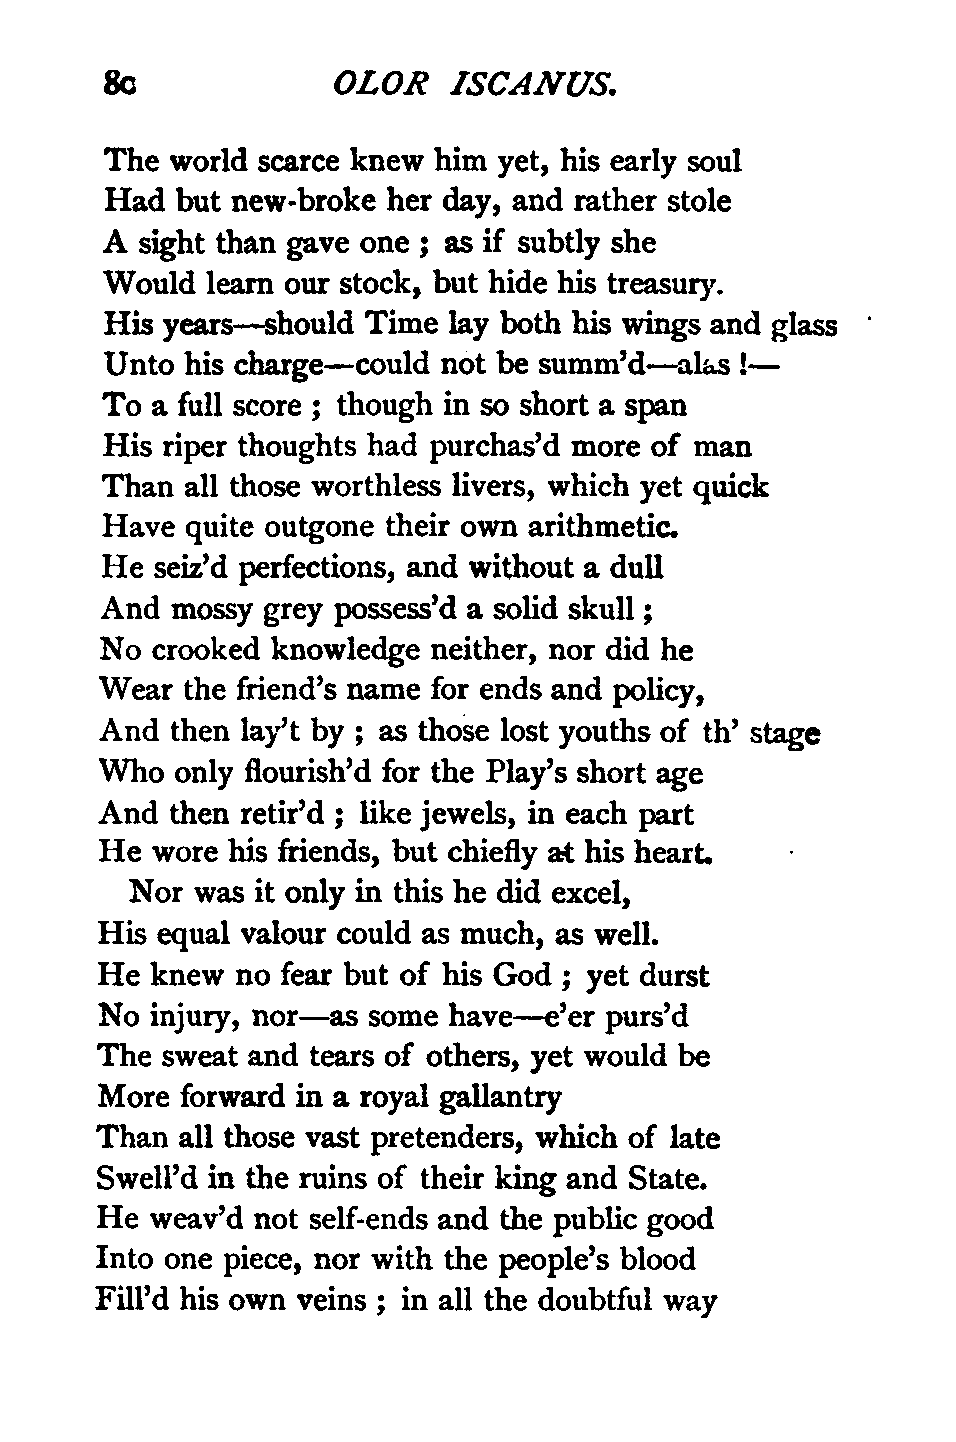 80 OLOR ISCANUS.
The world scarce knew him yet, his early soul
Had but new-broke her day, and rather stole
A sight than gave one ; as if subtly she
Would learn our stock, but hide his treasury.
His years—should Time lay both his wings and glass
Unto his charge—could not be summ'd—alas !—
To a full score ; though in so short a span
His riper thoughts had purchas'd more of man
Than all those worthless livers, which yet quick
Have quite outgone their own arithmetic.
He seiz'd perfections, and without a dull
And mossy grey possess'd a solid skull ;
No crooked knowledge neither, nor did he
Wear the friend's name for ends and policy,
And then lay't by ; as those lost youths of th' stage
Who only flourish'd for the Play's short age
And then retir'd ; like jewels, in each part
He wore his friends, but chiefly at his heart.
Nor was it only in this he did excel,
His equal valour could as much, as well.
He knew no fear but of his God ; yet durst
No injury, nor—as some have—e'er purs'd
The sweat and tears of others, yet would be
More forward in a royal gallantry
Than all those vast pretenders, which of late
Swell'd in the ruins of their king and State.
He weav'd not self-ends and the public good
Into one piece, nor with the people's blood
Fill'd his own veins ; in all the doubtful way